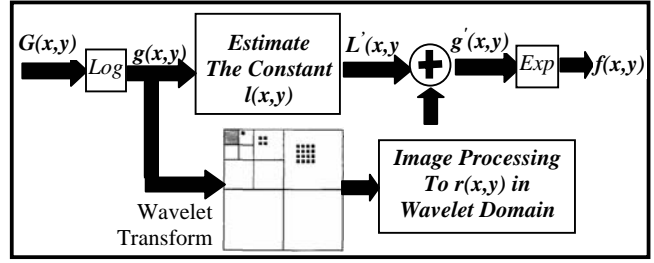 G(x,y)
Log
g(x,y)
Estimate
The Constant
l(x,y)
L'(x,y
g'(x,y)
Exp
f(x,y)
Wavelet
Transform
Image Processing
To r(x,y) in
Wavelet Domain